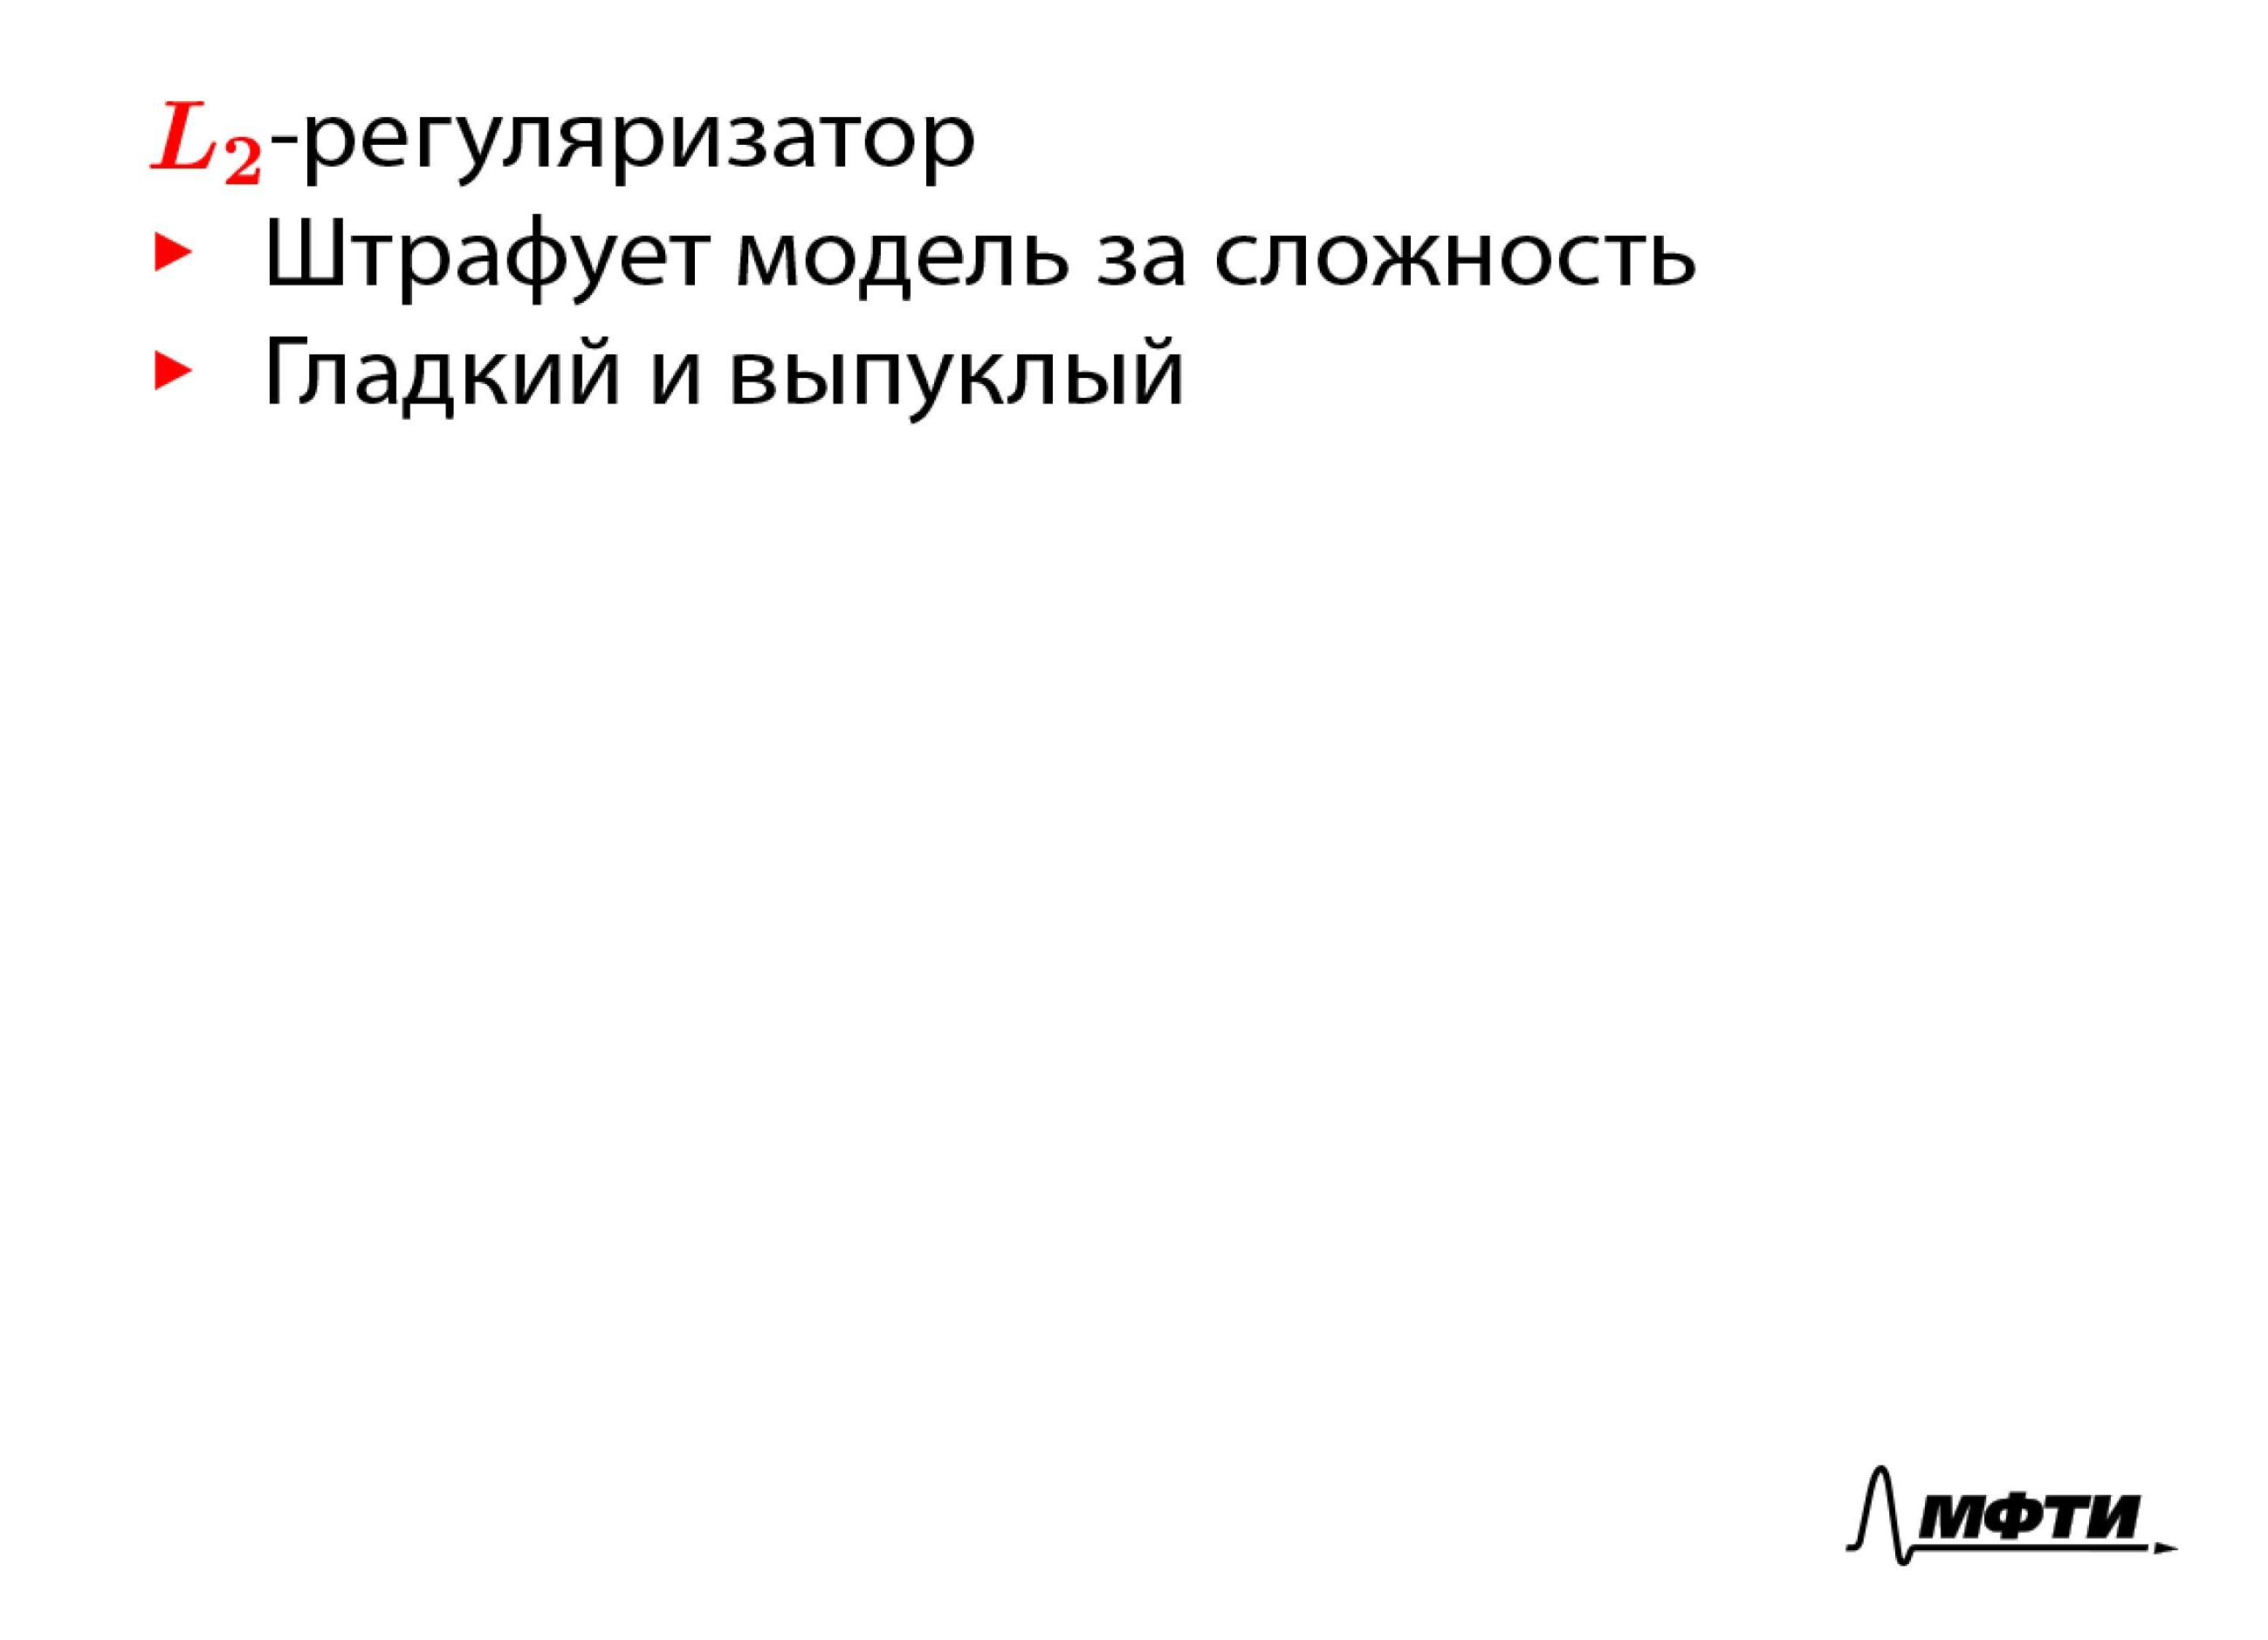 L₂-регуляризатор
► Штрафует модель за сложность
► Гладкий и выпуклый
МФТИ